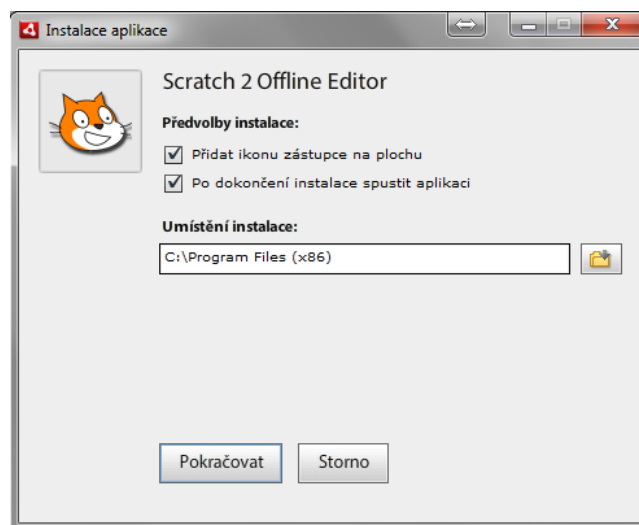 Instalace aplikace
Scratch 2 Offline Editor
Předvolby instalace:
Přidat ikonu zástupce na plochu
Po dokončení instalace spustit aplikaci
Umístění instalace:
C:\Program Files (x86)
Pokračovat
Storno